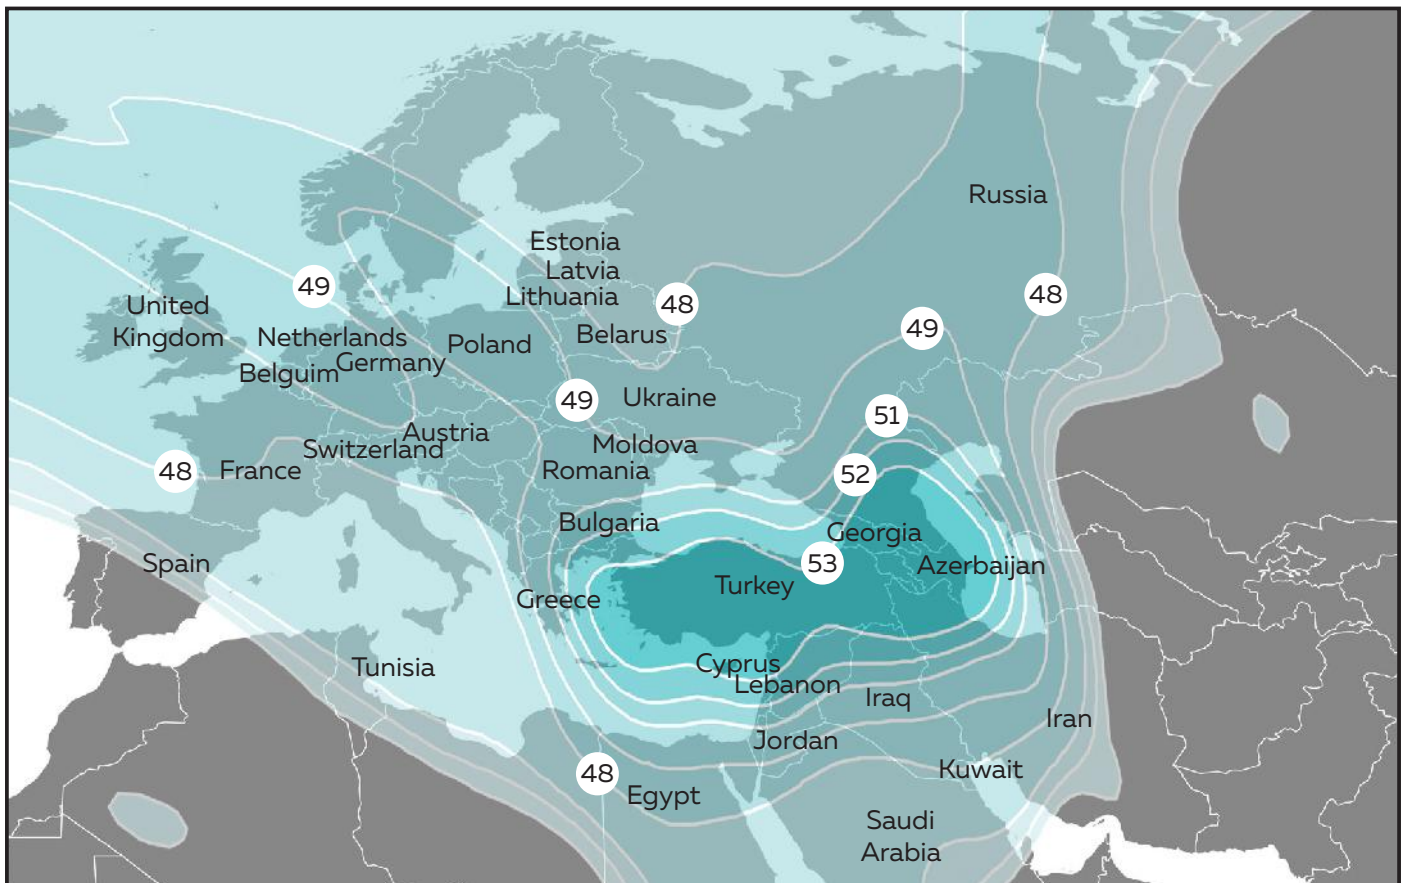 Russia
Estonia
Latvia
49
Lithuania
48
48
United
Kingdom
49
Netherlands
Belarus
Poland
Germany
Belguim
49
Ukraine
51
Austria
Moldova
Switzerland
48
France
Romania
52
Bulgaria
Georgia
Spain
53
Azerbaijan
Turkey
Greece
Tunisia
Cyprus
Lebanon
Iraq
Iran
Jordan
48
Kuwait
Egypt
Saudi
Arabia